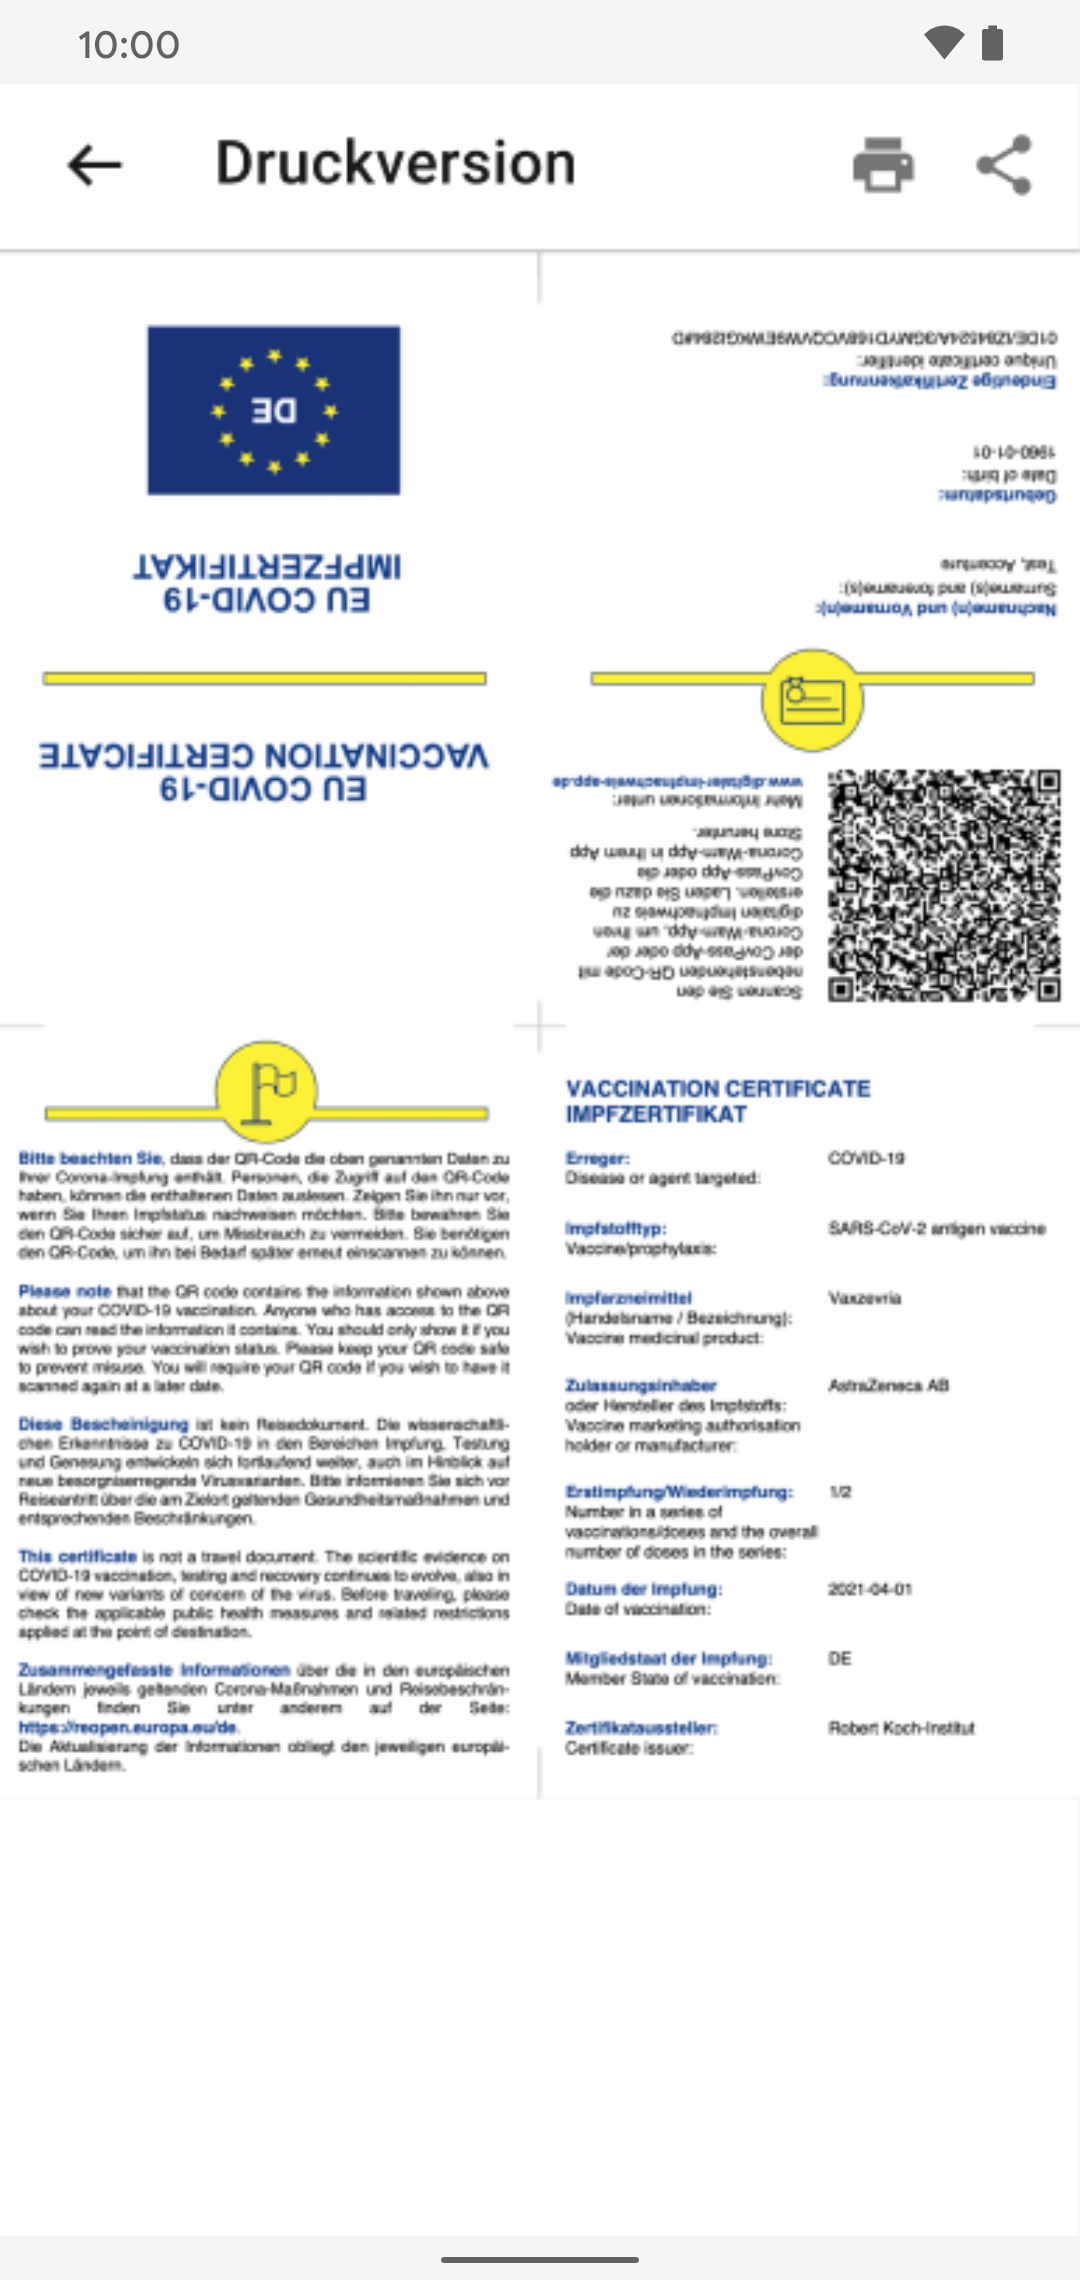 10:00
Druckversion
DE
EU COVID-19
IMPFZERTIFIKAT
EU COVID-19
VACCINATION CERTIFICATE
Scannen Sie den
nebenstehenden QR-Code mit
der CovPass-App oder der
Corona-Warn-App, um Ihren
digitalen Impfnachweis zu
erstellen. Laden Sie dazu die
CovPass-App oder die
Corona-Warn-App in Ihrem App
Store herunter.
Mehr Informationen unter:
www.digitaler-impfnachweis-app.de
Nachname(n) und Vorname(n):
Surname(s) and forename(s):
Test, Accenture
Geburtsdatum:
Date of birth:
1960-01-01
Eindeutige Zertifikatkennung:
Unique certificate identifier:
Bitte beachten Sie, dass der QR-Code die oben genannten Daten zu
Ihrer Corona-Impfung enthält. Personen, die Zugriff auf den QR-Code
haben, können die enthaltenen Daten auslesen. Zeigen Sie ihn nur vor,
wenn Sie Ihren Impfstatus nachweisen möchten. Bitte bewahren Sie
den QR-Code sicher auf, um Missbrauch zu vermeiden. Sie benötigen
den QR-Code, um ihn bei Bedarf später erneut einscannen zu können.
Please note that the QR code contains the information shown above
about your COVID-19 vaccination. Anyone who has access to the QR
code can read the information it contains. You should only show it if you
wish to prove your vaccination status. Please keep your QR code safe
to prevent misuse. You will require your QR code if you wish to have it
scanned again at a later date.
Diese Bescheinigung ist kein Reisedokument. Die wissenschaftli-
chen Erkenntnisse zu COVID-19 in den Bereichen Impfung, Testung
und Genesung entwickeln sich fortlaufend weiter, auch im Hinblick auf
neue besorgniserregende Virusvarianten. Bitte informieren Sie sich vor
Reiseantritt über die am Zielort geltenden Gesundheitsmaßnahmen und
entsprechenden Beschränkungen.
This certificate is not a travel document. The scientific evidence on
COVID-19 vaccination, testing and recovery continues to evolve, also in
view of new variants of concern of the virus. Before traveling, please
check the applicable public health measures and related restrictions
applied at the point of destination.
Zusammengefasste Informationen über die in den europäischen
Ländern jeweils geltenden Corona-Maßnahmen und Reisebeschrän-
kungen finden Sie unter anderem auf der Seite:
https://reopen.europa.eu/de.
Die Aktualisierung der Informationen obliegt den jeweiligen europäi-
schen Ländern.
VACCINATION CERTIFICATE
IMPFZERTIFIKAT
Erreger: COVID-19
Disease or agent targeted:
Impfstofftyp: SARS-CoV-2 antigen vaccine
Vaccine/prophylaxis:
Impfarzneimittel Vaxzevria
(Handelsname / Bezeichnung):
Vaccine medicinal product:
Zulassungsinhaber AstraZeneca AB
oder Hersteller des Impfstoffs:
Vaccine marketing authorisation
holder or manufacturer:
Erstimpfung/Wiederimpfung: 1/2
Number in a series of
vaccinations/doses and the overall
number of doses in the series:
Datum der Impfung: 2021-04-01
Date of vaccination:
Mitgliedstaat der Impfung: DE
Member State of vaccination:
Zertifikataussteller: Robert Koch-Institut
Certificate issuer: